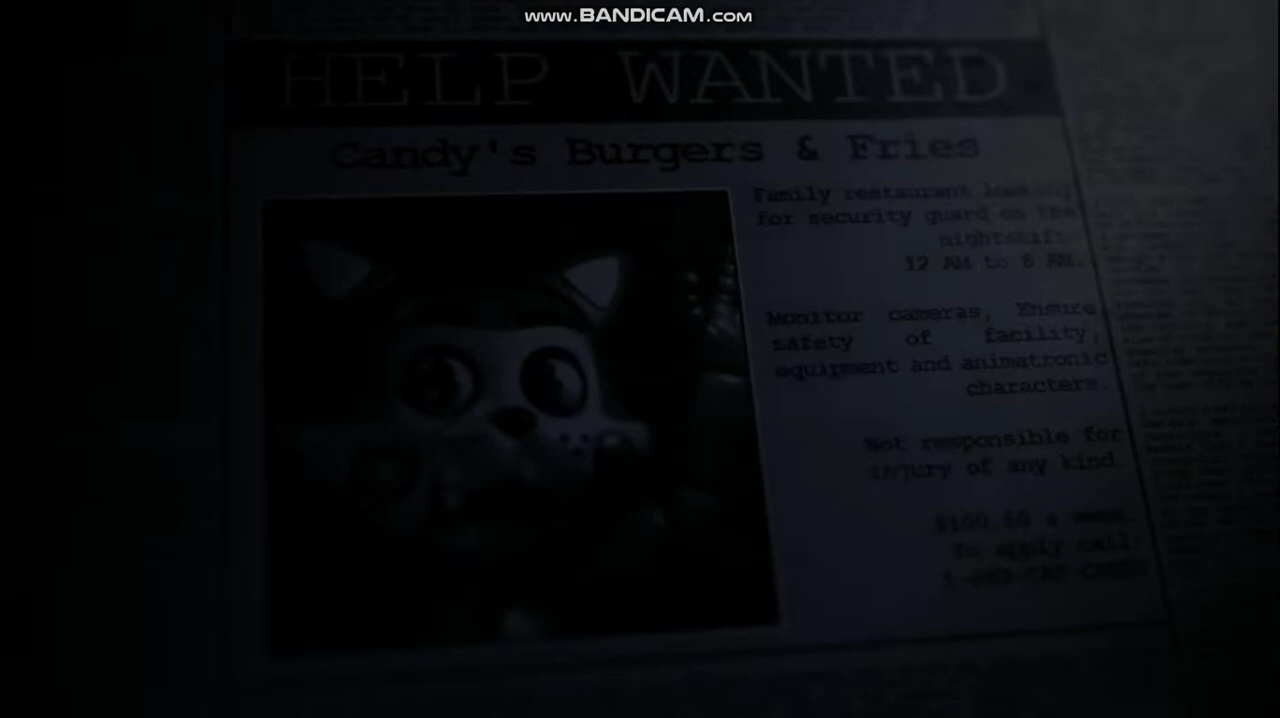 www.BANDICAM.com
HELP WANTED
Candy's Burgers & Fries
Family restaurant looking
for security guard on the
nightshift.
12 AM to 6 AM.
Monitor cameras, Ensure
safety of facility,
equipment and animatronic
characters.
Not responsible for
injury of any kind.
$100.50 a week.
To apply call: